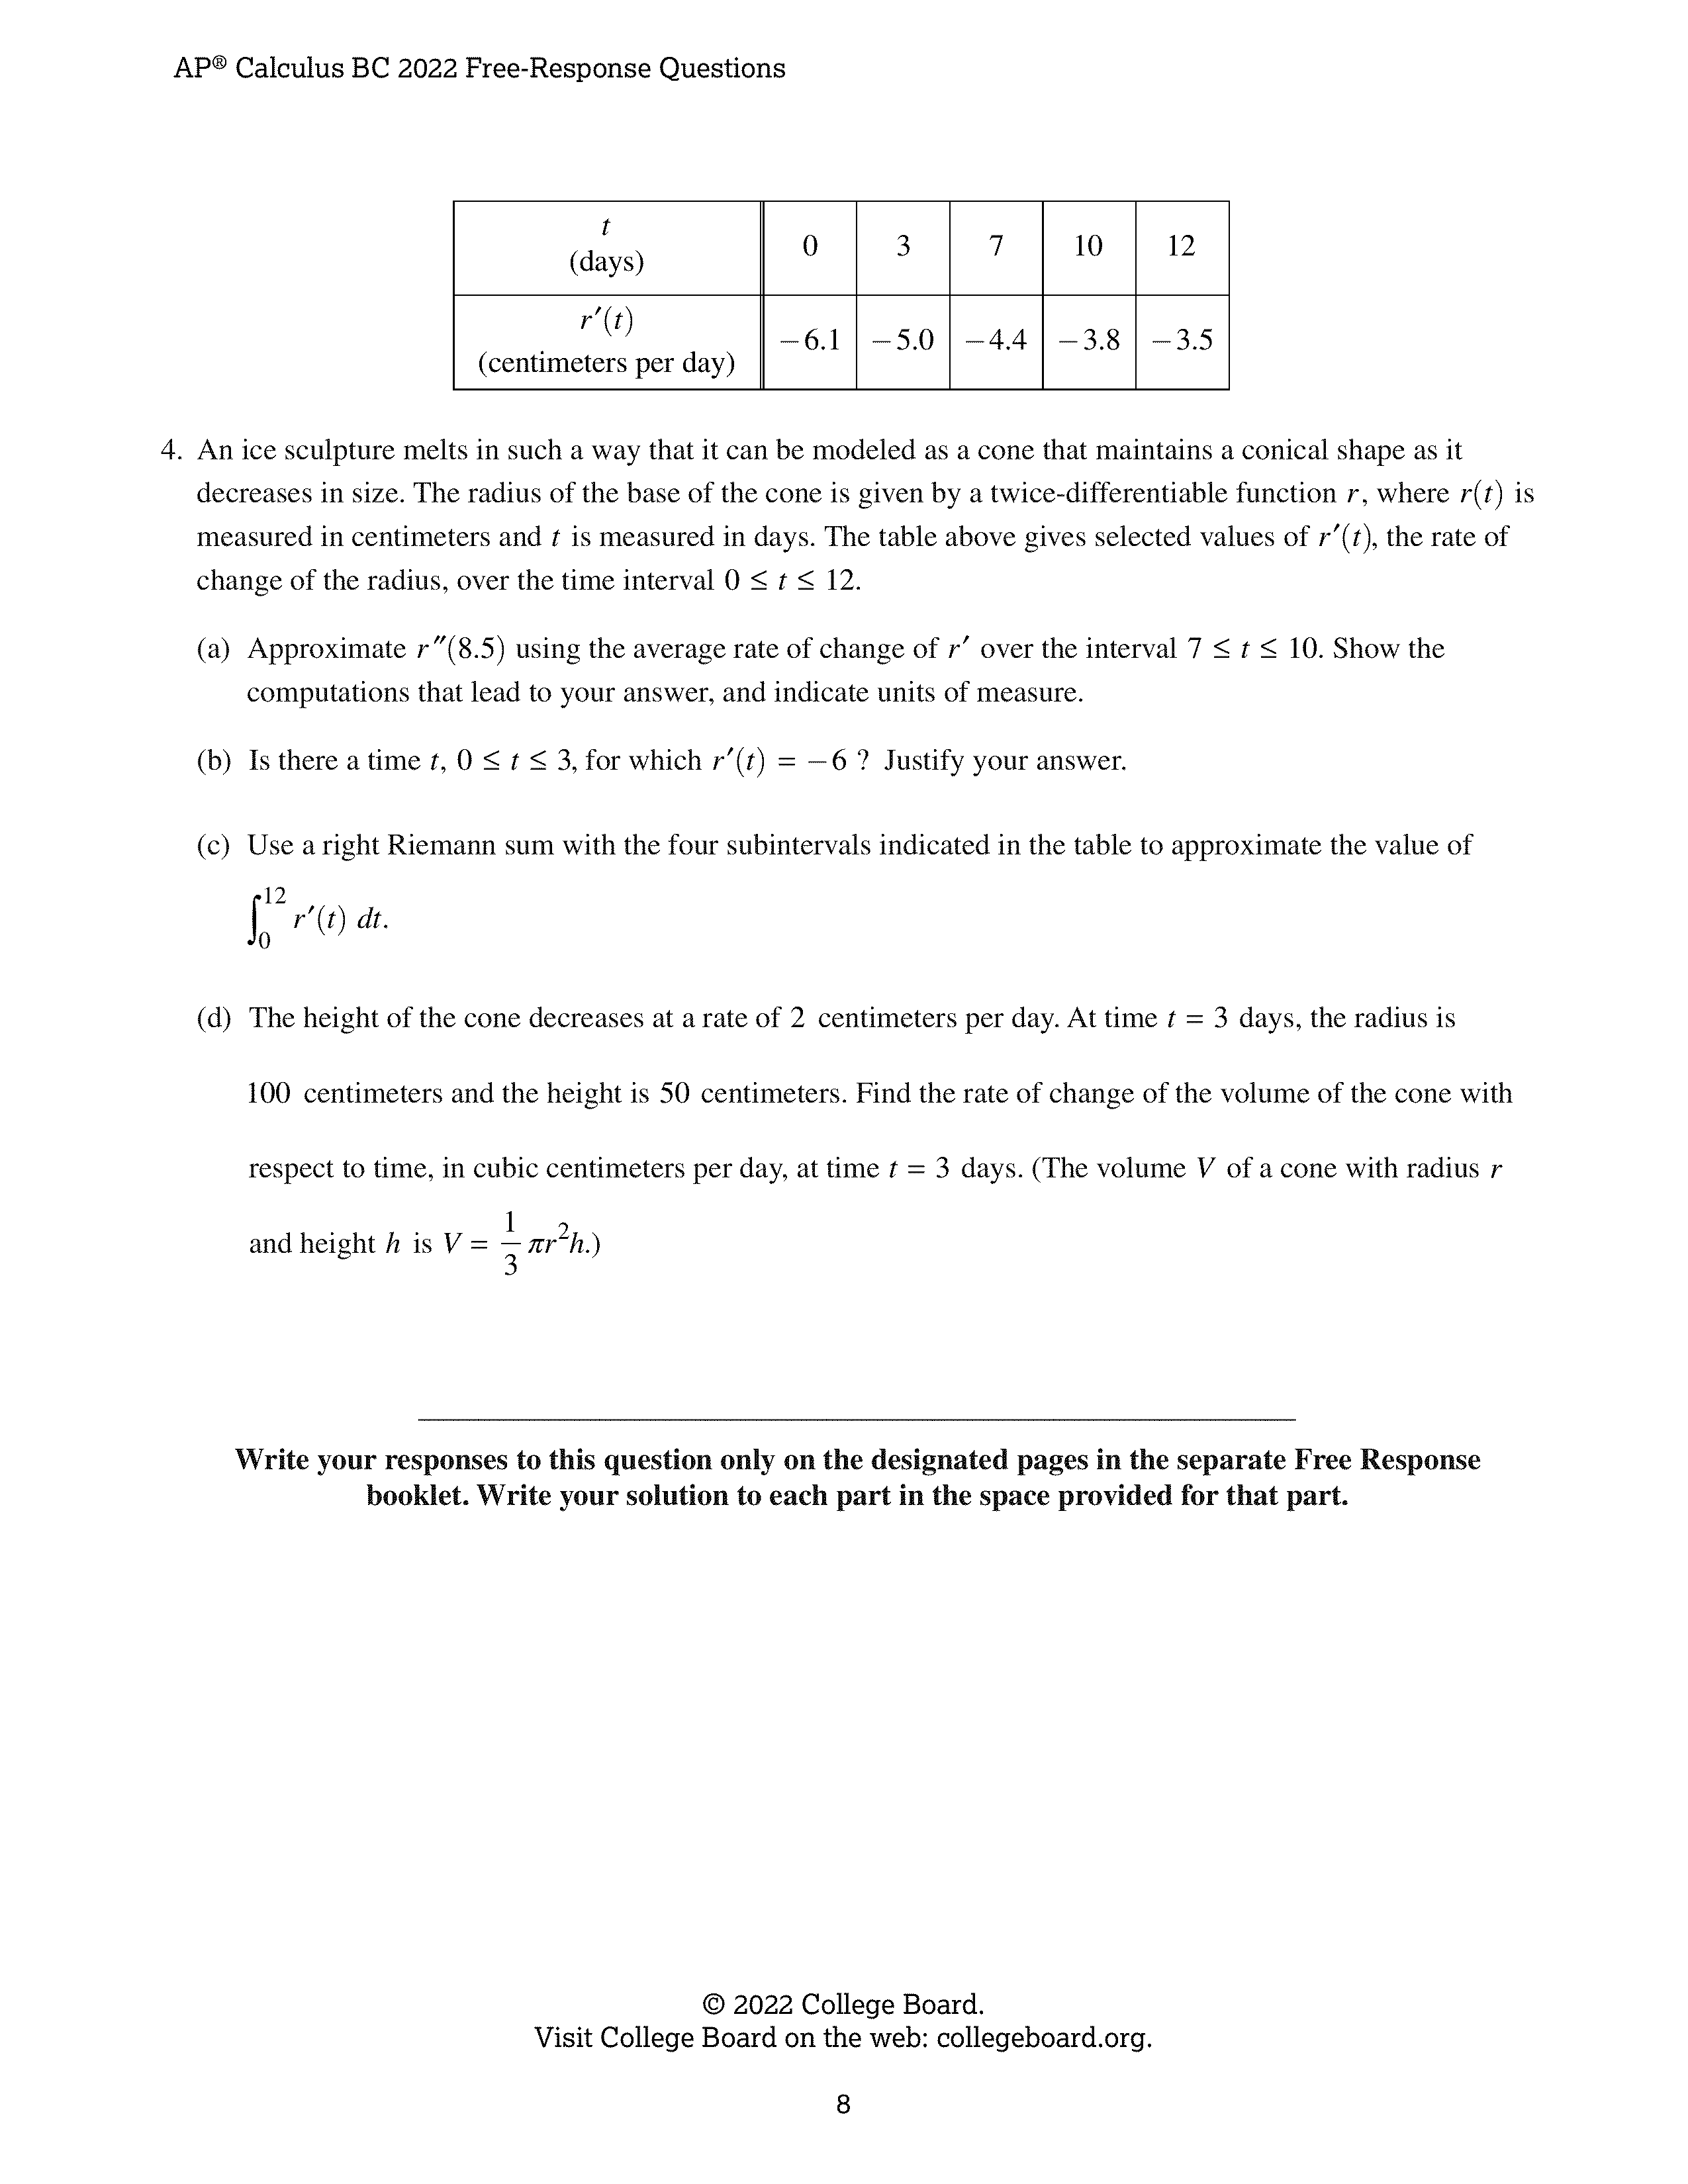 AP® Calculus BC 2022 Free-Response Questions
t
(days)
0
3
7
10
12
r′(t)
(centimeters per day)
−6.1
−5.0
−4.4
−3.8
−3.5
4. An ice sculpture melts in such a way that it can be modeled as a cone that maintains a conical shape as it
decreases in size. The radius of the base of the cone is given by a twice-differentiable function r, where r(t) is
measured in centimeters and t is measured in days. The table above gives selected values of r′(t), the rate of
change of the radius, over the time interval 0 ≤ t ≤ 12.
(a) Approximate r″(8.5) using the average rate of change of r′ over the interval 7 ≤ t ≤ 10. Show the
computations that lead to your answer, and indicate units of measure.
(b) Is there a time t, 0 ≤ t ≤ 3, for which r′(t) = −6 ? Justify your answer.
(c) Use a right Riemann sum with the four subintervals indicated in the table to approximate the value of
∫₀¹² r′(t) dt.
(d) The height of the cone decreases at a rate of 2 centimeters per day. At time t = 3 days, the radius is
100 centimeters and the height is 50 centimeters. Find the rate of change of the volume of the cone with
respect to time, in cubic centimeters per day, at time t = 3 days. (The volume V of a cone with radius r
and height h is V = 1/3 πr²h.)
Write your responses to this question only on the designated pages in the separate Free Response
booklet. Write your solution to each part in the space provided for that part.
© 2022 College Board.
Visit College Board on the web: collegeboard.org.
8